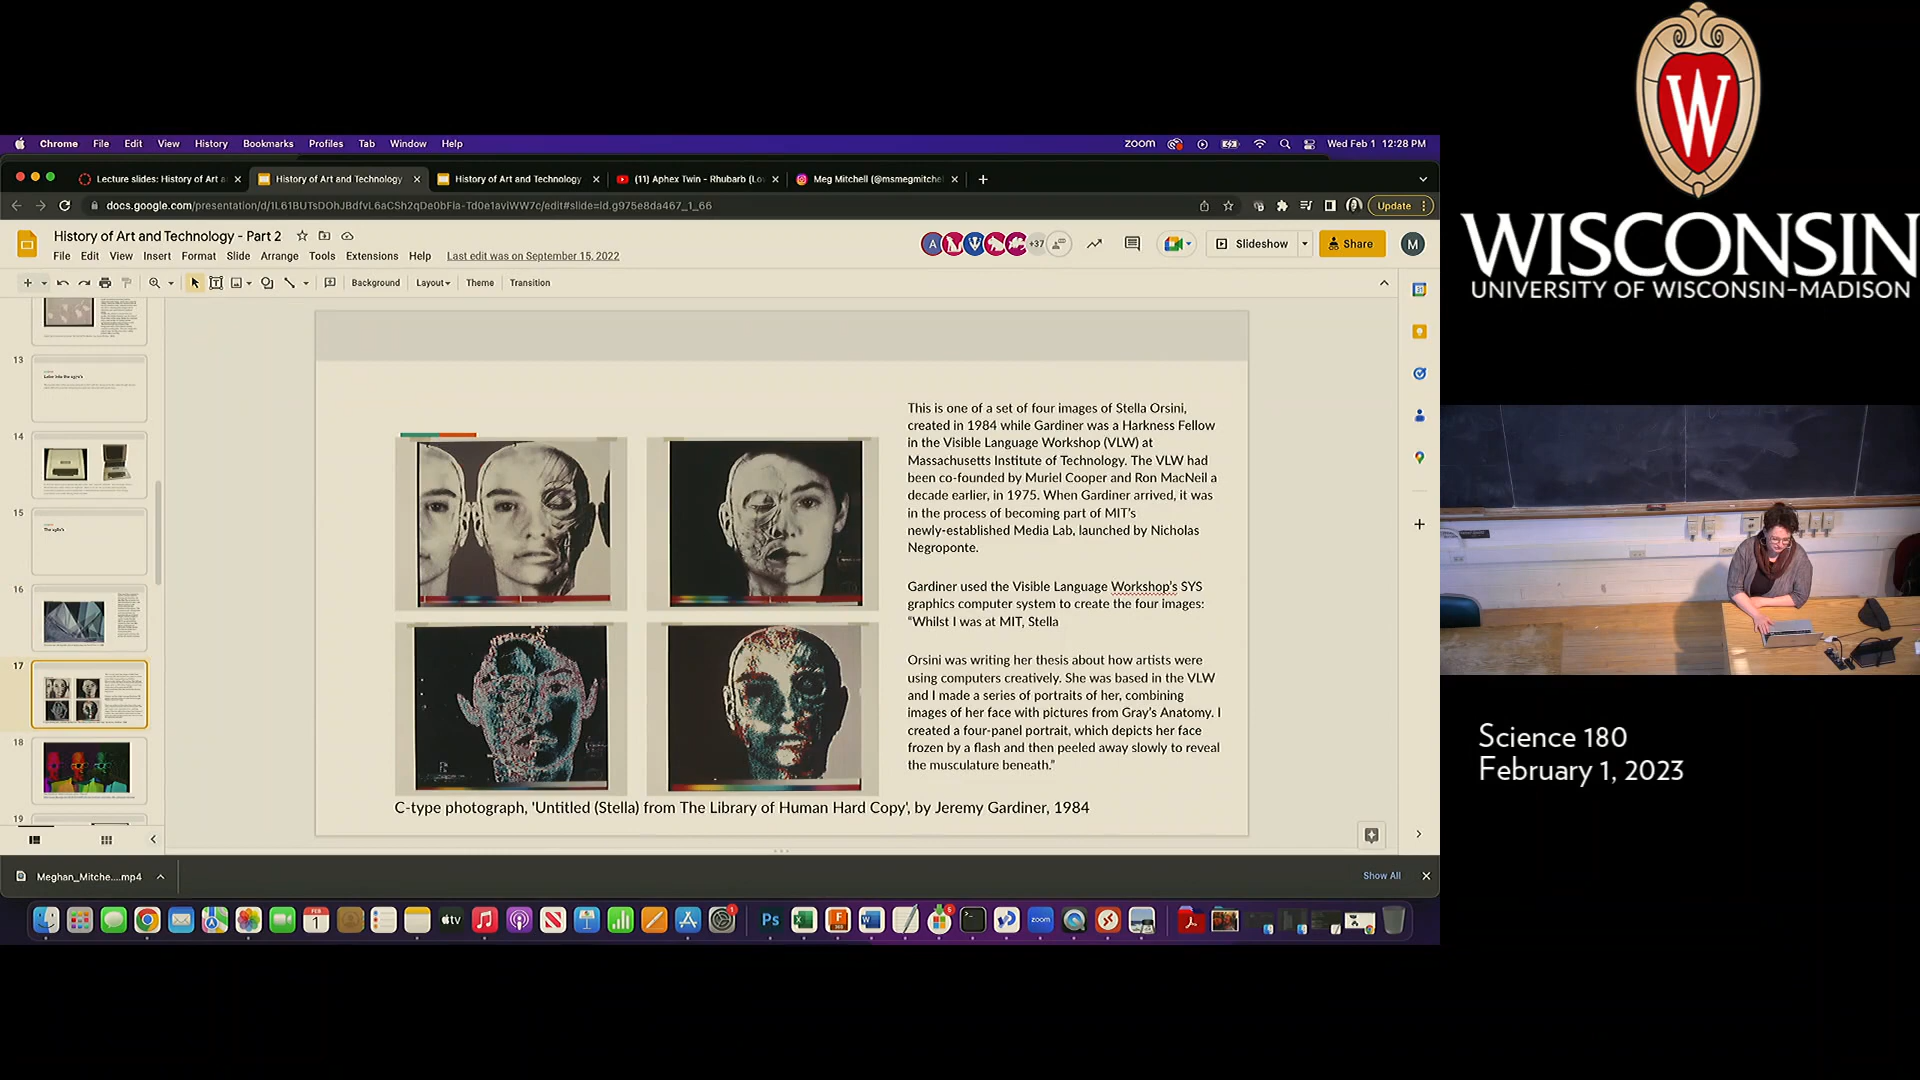 Chrome File Edit View History Bookmarks Profiles Tab Window Help
zoom Wed Feb 1 12:28 PM
Lecture slides: History of Art a
History of Art and Technology
History of Art and Technology
(11) Aphex Twin - Rhubarb (Lo
Meg Mitchell (@msmegmitche
docs.google.com/presentation/d/1L61BUTsDOhJBdfvL6aCSh2qDe0bFia-Td0e1aviWW7c/edit#slide=id.g975e8da467_1_66
Update
History of Art and Technology - Part 2
A
+37
Slideshow
Share
M
File Edit View Insert Format Slide Arrange Tools Extensions Help Last edit was on September 15, 2022
Background Layout Theme Transition
13
14
15
16
17
18
19
This is one of a set of four images of Stella Orsini,
created in 1984 while Gardiner was a Harkness Fellow
in the Visible Language Workshop (VLW) at
Massachusetts Institute of Technology. The VLW had
been co-founded by Muriel Cooper and Ron MacNeil a
decade earlier, in 1975. When Gardiner arrived, it was
in the process of becoming part of MIT's
newly-established Media Lab, launched by Nicholas
Negroponte.
Gardiner used the Visible Language Workshop's SYS
graphics computer system to create the four images:
“Whilst I was at MIT, Stella
Orsini was writing her thesis about how artists were
using computers creatively. She was based in the VLW
and I made a series of portraits of her, combining
images of her face with pictures from Gray's Anatomy. I
created a four-panel portrait, which depicts her face
frozen by a flash and then peeled away slowly to reveal
the musculature beneath.”
C-type photograph, 'Untitled (Stella) from The Library of Human Hard Copy', by Jeremy Gardiner, 1984
Meghan_Mitche....mp4
Show All
FEB
1
tv
Ps
zoom
W
WISCONSIN
UNIVERSITY OF WISCONSIN–MADISON
Science 180
February 1, 2023